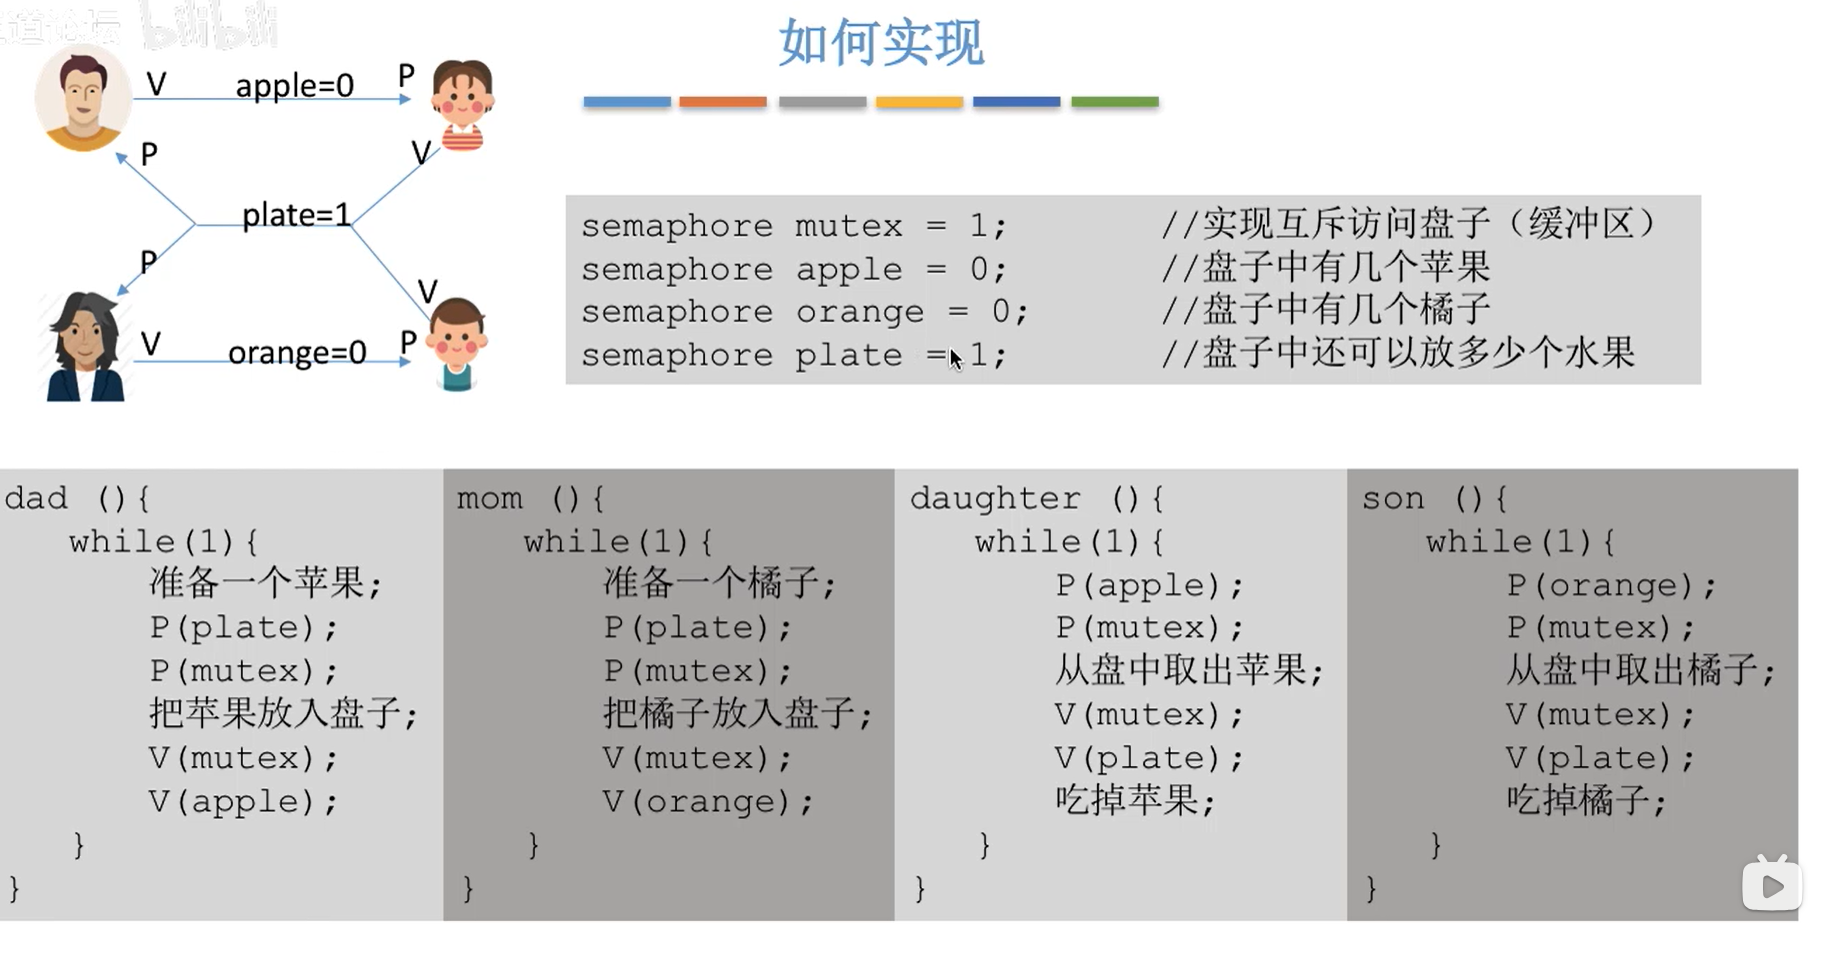 道论坛 bilibili
如何实现
V apple=0 P
P V
plate=1
P V
V orange=0 P
semaphore mutex = 1; //实现互斥访问盘子（缓冲区）
semaphore apple = 0; //盘子中有几个苹果
semaphore orange = 0; //盘子中有几个橘子
semaphore plate = 1; //盘子中还可以放多少个水果
dad (){
while(1){
准备一个苹果;
P(plate);
P(mutex);
把苹果放入盘子;
V(mutex);
V(apple);
}
}
mom (){
while(1){
准备一个橘子;
P(plate);
P(mutex);
把橘子放入盘子;
V(mutex);
V(orange);
}
}
daughter (){
while(1){
P(apple);
P(mutex);
从盘中取出苹果;
V(mutex);
V(plate);
吃掉苹果;
}
}
son (){
while(1){
P(orange);
P(mutex);
从盘中取出橘子;
V(mutex);
V(plate);
吃掉橘子;
}
}